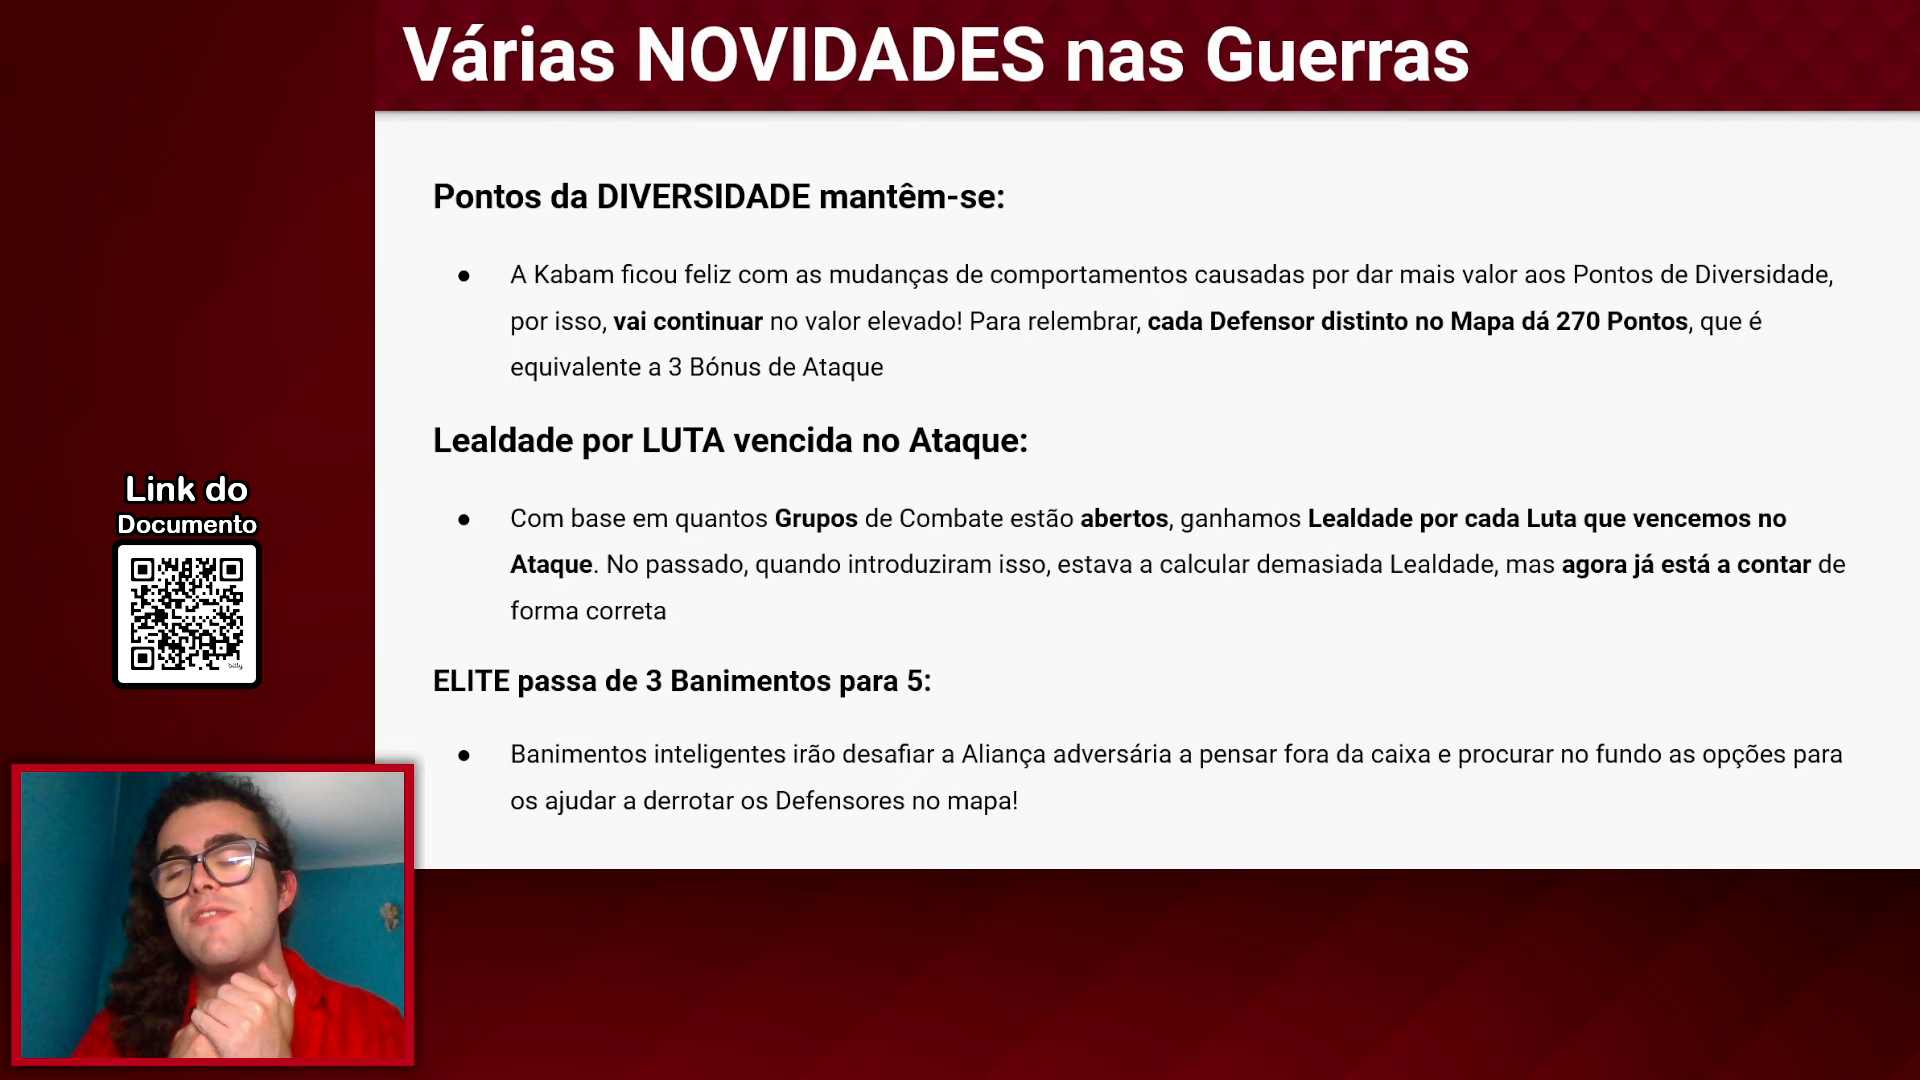 Várias NOVIDADES nas Guerras
Pontos da DIVERSIDADE mantêm-se:
● A Kabam ficou feliz com as mudanças de comportamentos causadas por dar mais valor aos Pontos de Diversidade,
por isso, vai continuar no valor elevado! Para relembrar, cada Defensor distinto no Mapa dá 270 Pontos, que é
equivalente a 3 Bónus de Ataque
Lealdade por LUTA vencida no Ataque:
● Com base em quantos Grupos de Combate estão abertos, ganhamos Lealdade por cada Luta que vencemos no
Ataque. No passado, quando introduziram isso, estava a calcular demasiada Lealdade, mas agora já está a contar de
forma correta
ELITE passa de 3 Banimentos para 5:
● Banimentos inteligentes irão desafiar a Aliança adversária a pensar fora da caixa e procurar no fundo as opções para
os ajudar a derrotar os Defensores no mapa!
Link do
Documento
bitly